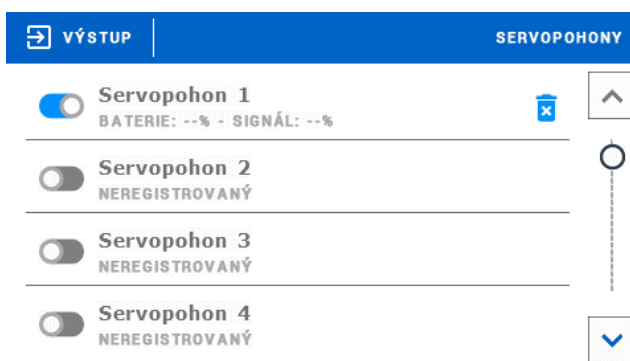 VÝSTUP
SERVOPOHONY
Servopohon 1
BATERIE: --% - SIGNÁL: --%
Servopohon 2
NEREGISTROVANÝ
Servopohon 3
NEREGISTROVANÝ
Servopohon 4
NEREGISTROVANÝ